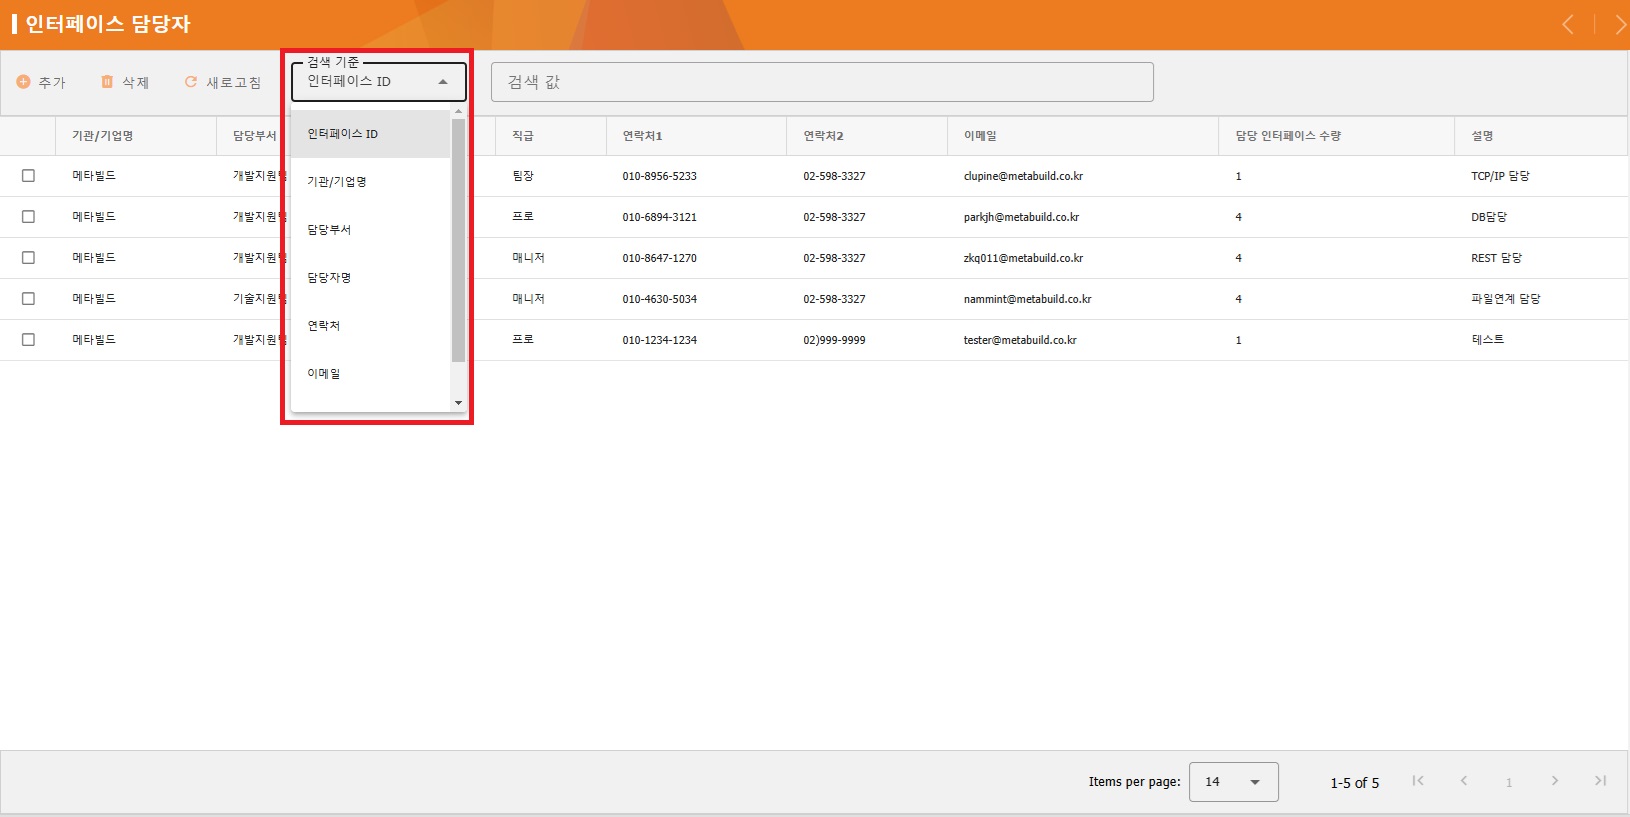 인터페이스 담당자
추가 삭제 새로고침
검색 기준
인터페이스 ID
검색 값
기관/기업명 담당부서 직급 연락처1 연락처2 이메일 담당 인터페이스 수량 설명
메타빌드 개발지원 팀장 010-8956-5233 02-598-3327 clupine@metabuild.co.kr 1 TCP/IP 담당
메타빌드 개발지원 프로 010-6894-3121 02-598-3327 parkjh@metabuild.co.kr 4 DB담당
메타빌드 개발지원 매니저 010-8647-1270 02-598-3327 zkq011@metabuild.co.kr 4 REST 담당
메타빌드 기술지원 매니저 010-4630-5034 02-598-3327 nammint@metabuild.co.kr 4 파일연계 담당
메타빌드 개발지원 프로 010-1234-1234 02)999-9999 tester@metabuild.co.kr 1 테스트
인터페이스 ID
기관/기업명
담당부서
담당자명
연락처
이메일
Items per page: 14 1-5 of 5 1